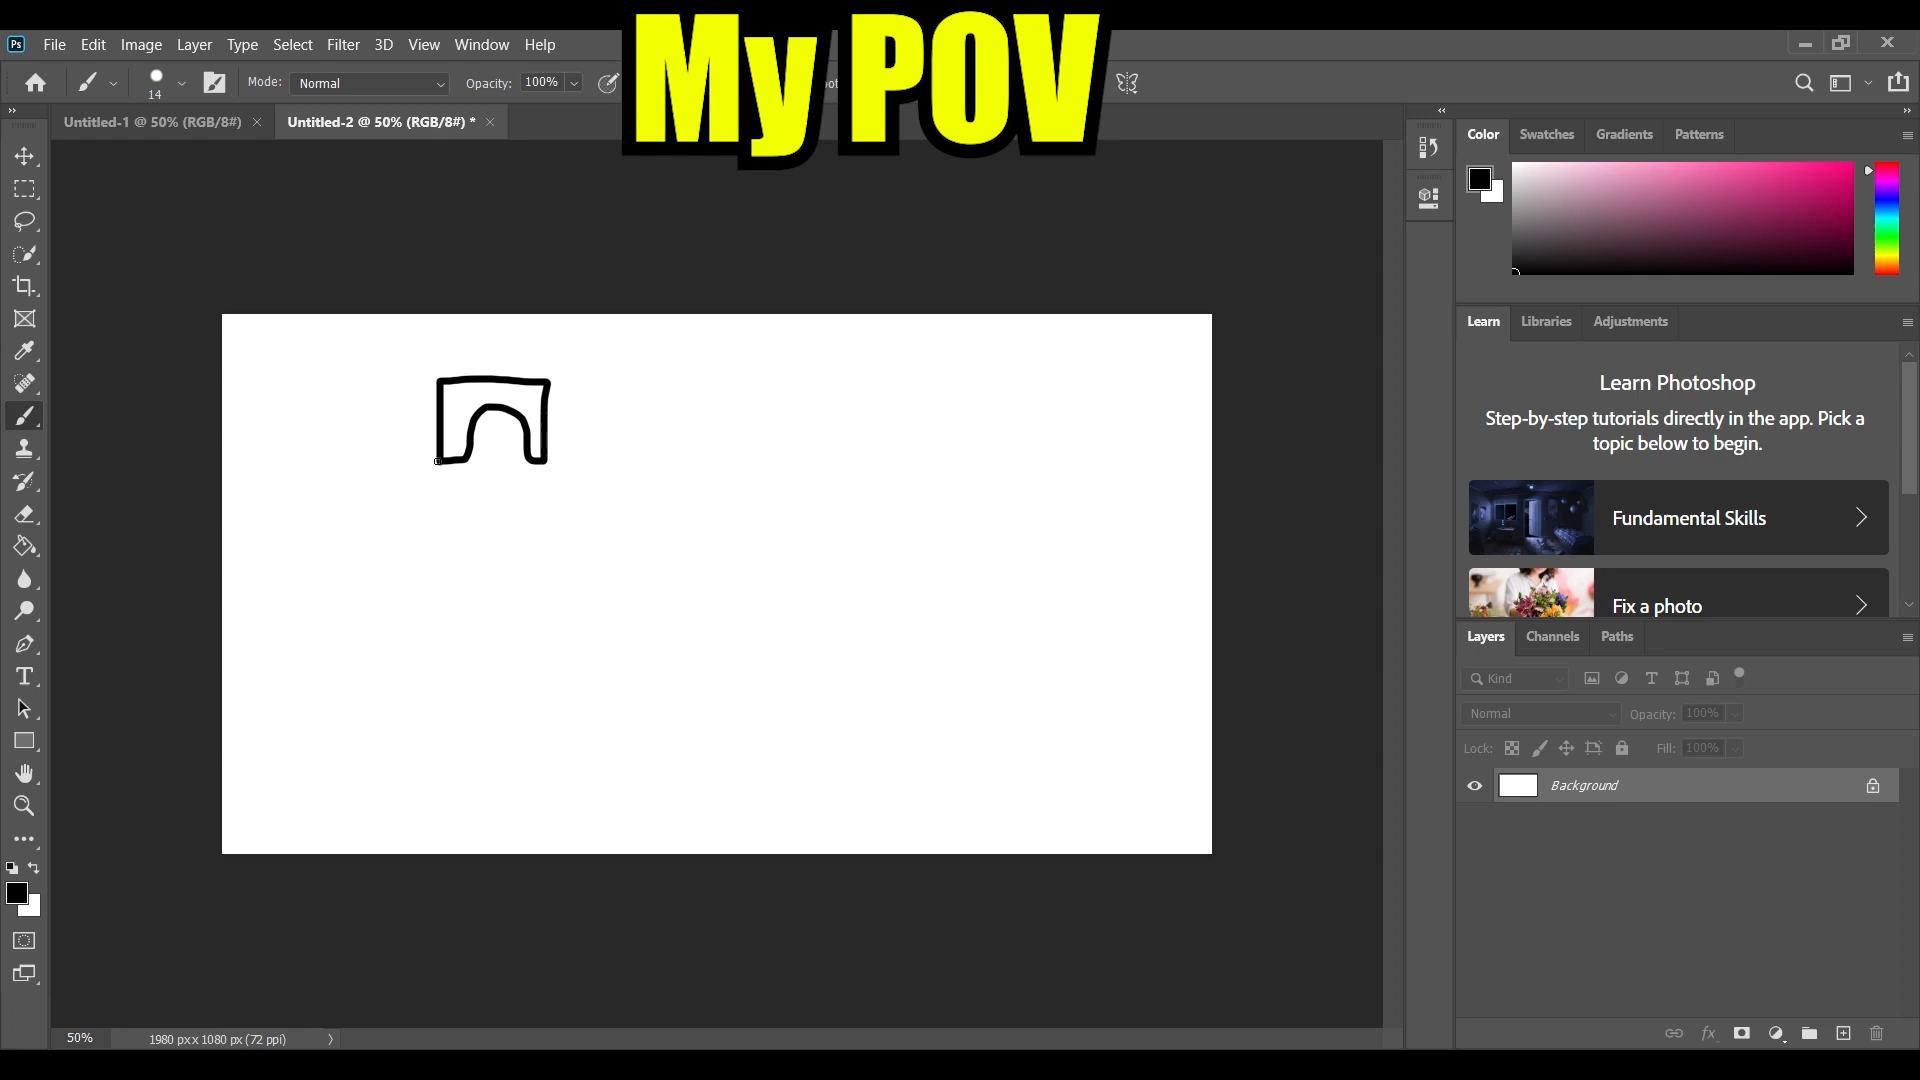 My POV
Ps File Edit Image Layer Type Select Filter 3D View Window Help
14 Mode: Normal Opacity: 100%
Untitled-1 @ 50% (RGB/8#) Untitled-2 @ 50% (RGB/8#) *
Color Swatches Gradients Patterns
Learn Libraries Adjustments
Learn Photoshop
Step-by-step tutorials directly in the app. Pick a
topic below to begin.
Fundamental Skills
Fix a photo
Layers Channels Paths
Kind
Normal Opacity: 100%
Lock: Fill: 100%
Background
50% 1980 px x 1080 px (72 ppi)